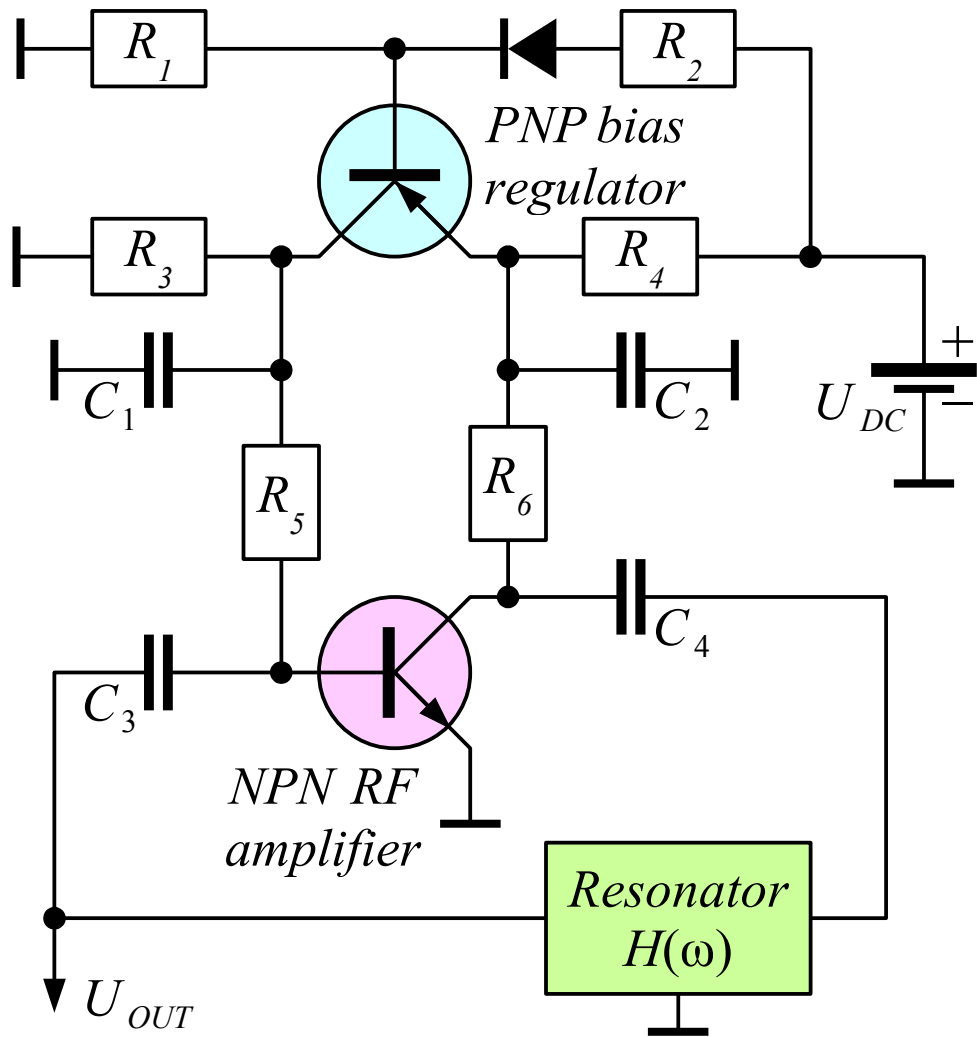 R1
R2
PNP bias
regulator
R3
R4
C1
C2
+
UDC
−
R5
R6
C3
C4
NPN RF
amplifier
Resonator
H(ω)
UOUT